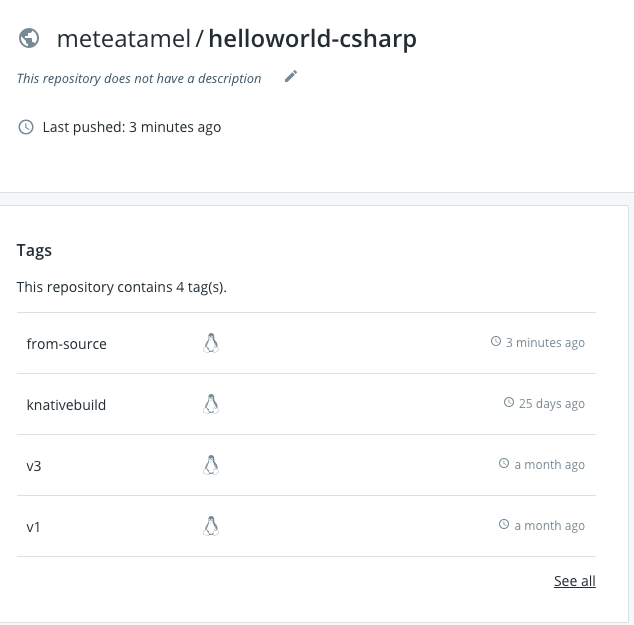 meteatamel / helloworld-csharp
This repository does not have a description
Last pushed: 3 minutes ago
Tags
This repository contains 4 tag(s).
from-source 3 minutes ago
knativebuild 25 days ago
v3 a month ago
v1 a month ago
See all